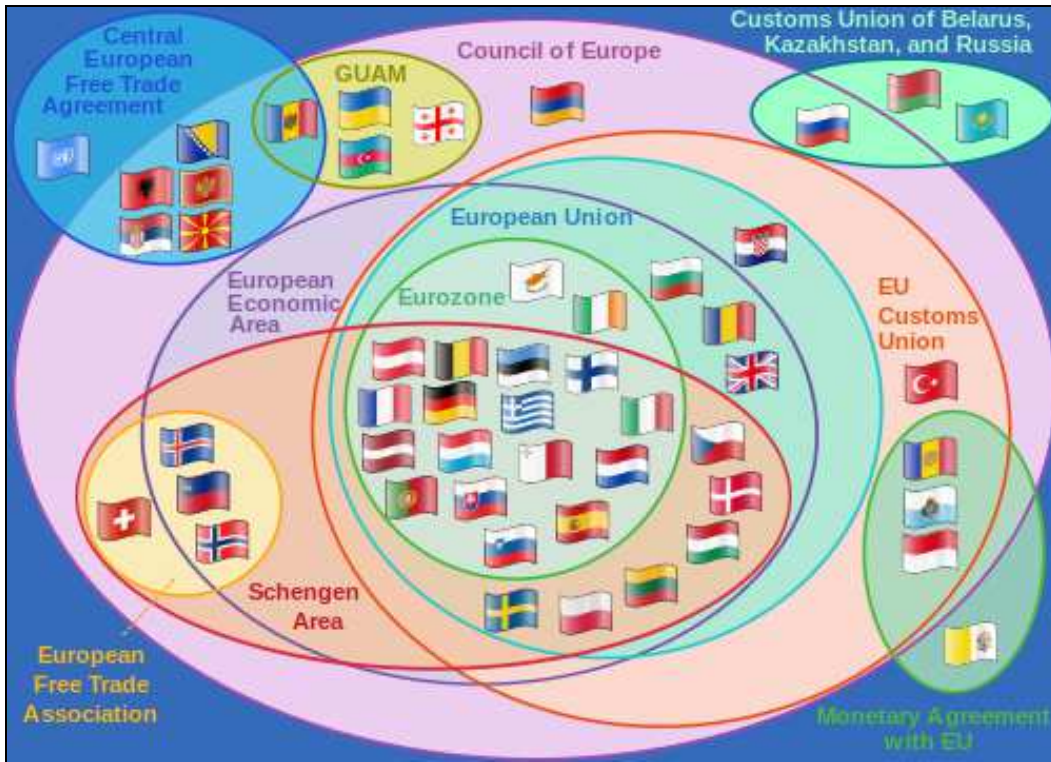 Central
European
Free Trade
Agreement
GUAM
Council of Europe
Customs Union of Belarus,
Kazakhstan, and Russia
European Union
European
Economic
Area
Eurozone
EU
Customs
Union
Schengen
Area
European
Free Trade
Association
Monetary Agreement
with EU